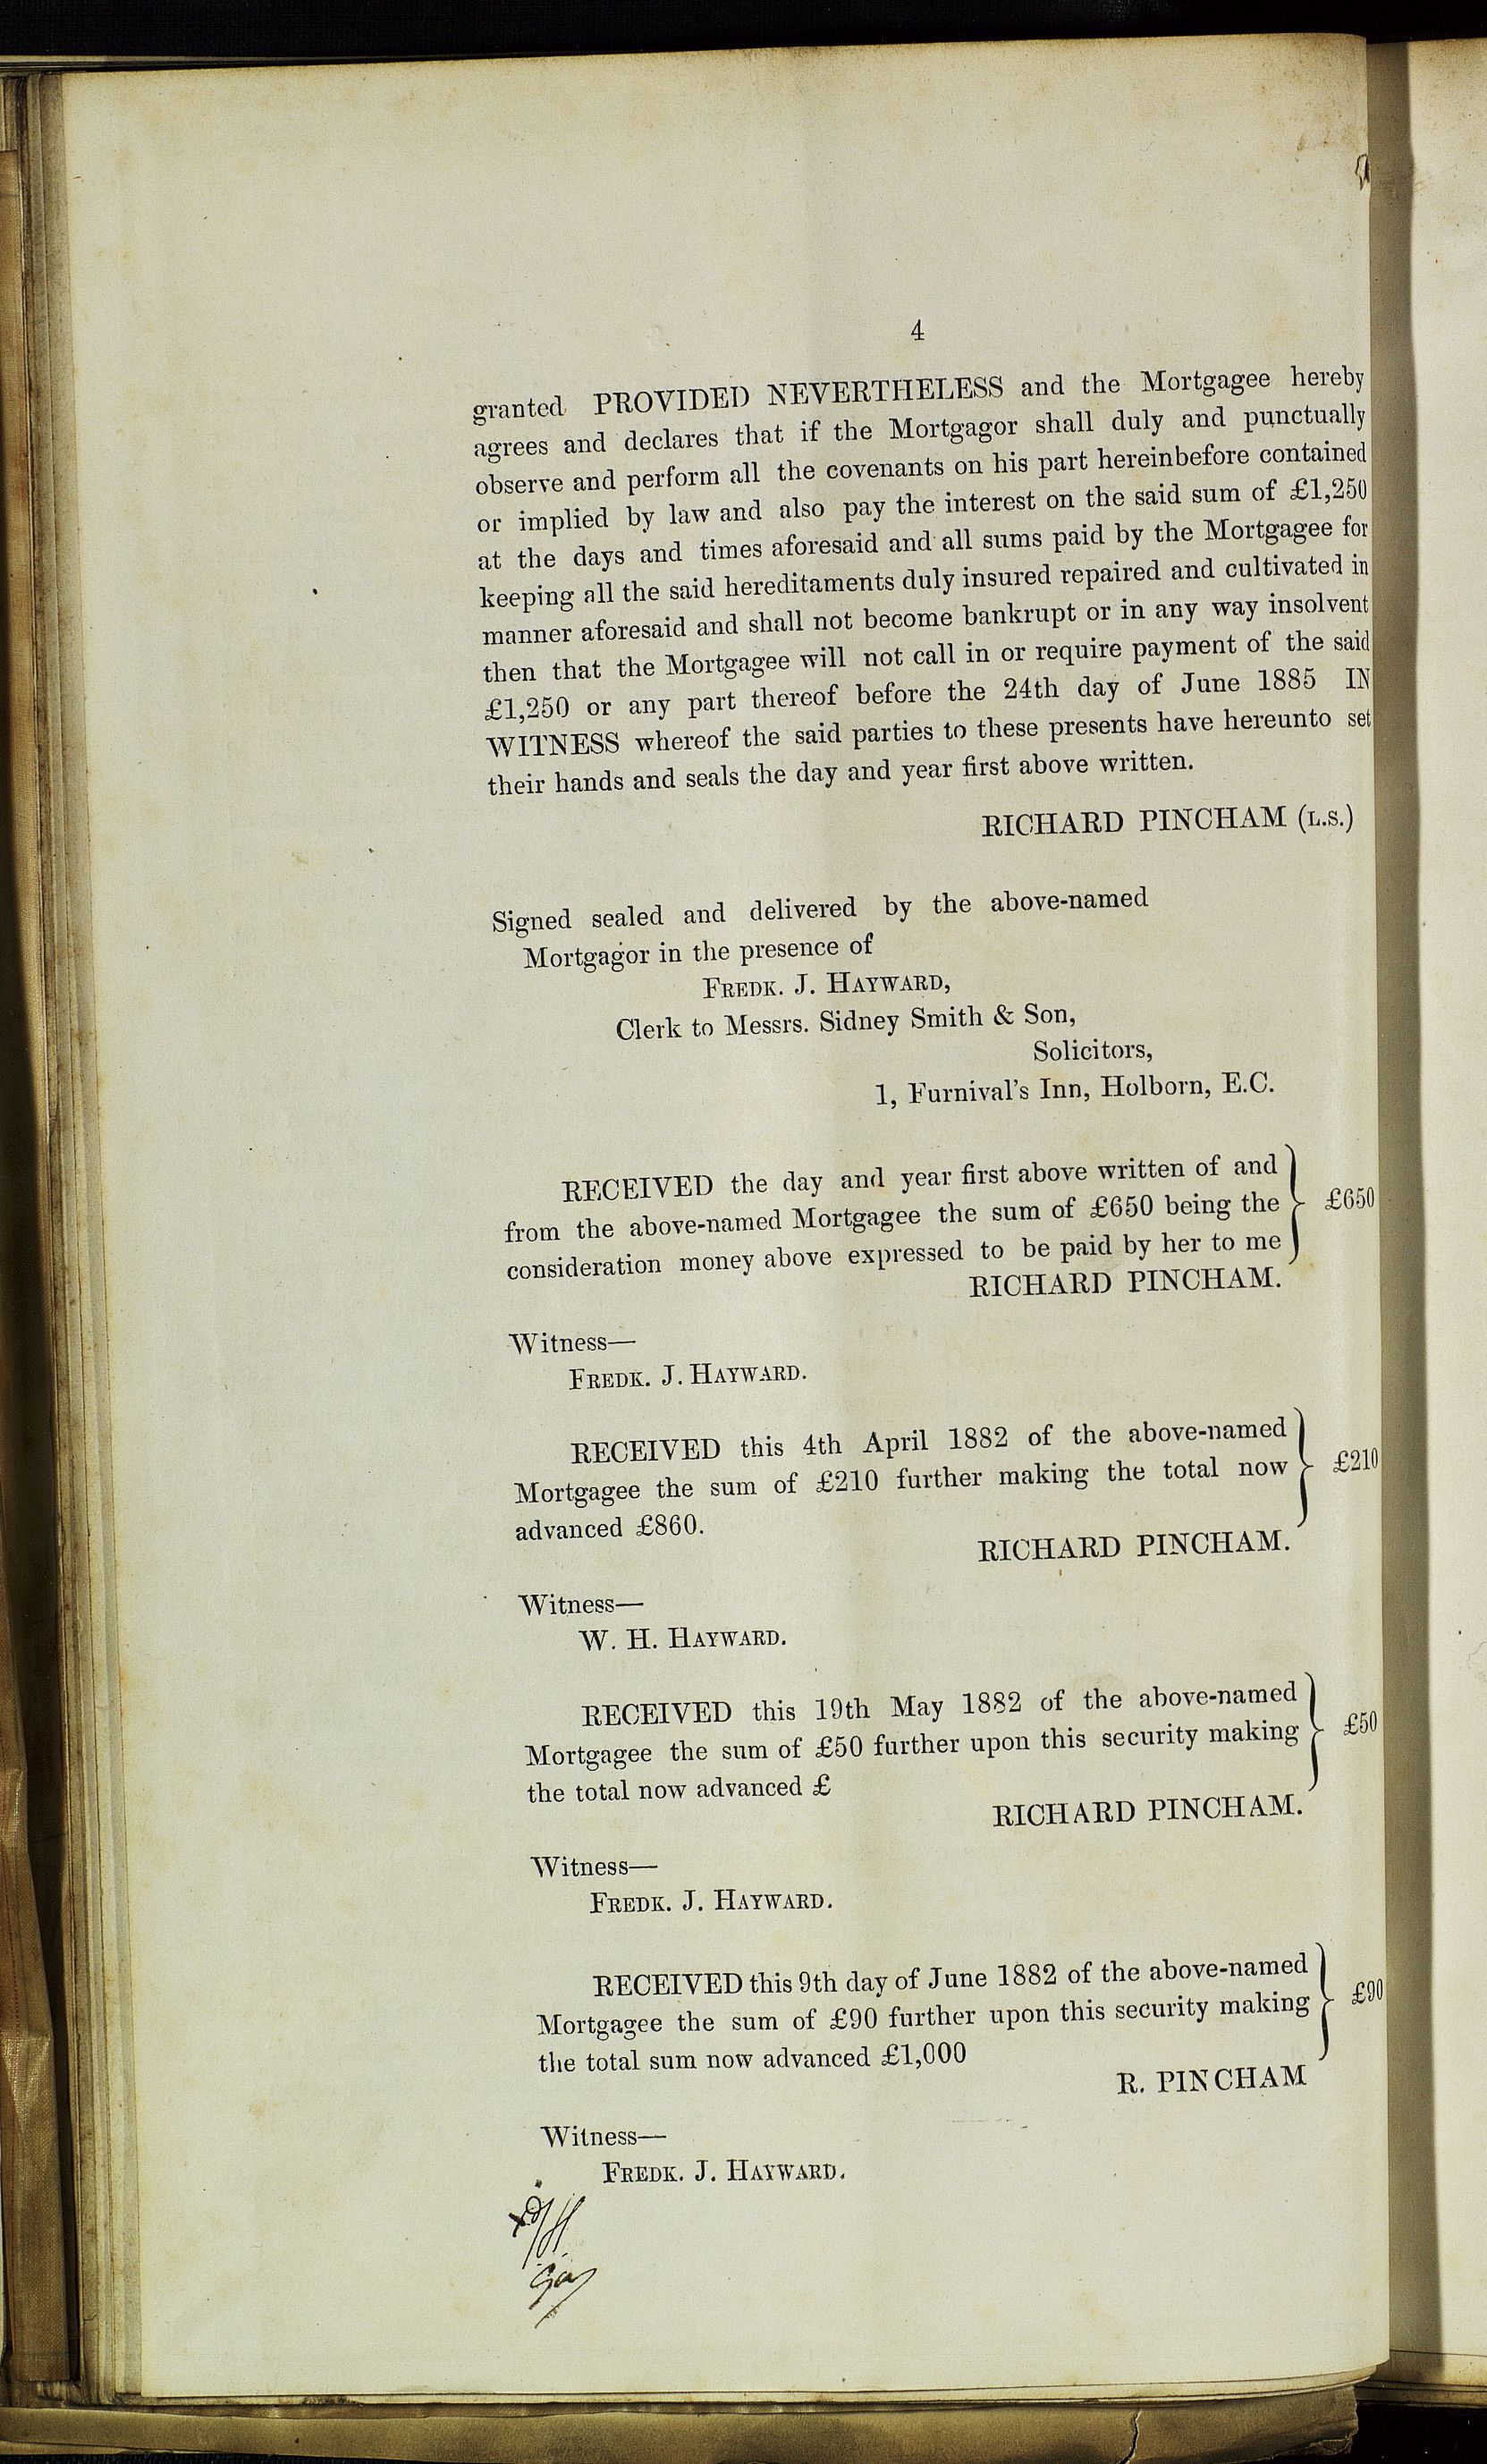 4
granted PROVIDED NEVERTHELESS and the Mortgagee hereby
agrees and declares that if the Mortgagor shall duly and punctually
observe and perform all the covenants on his part hereinbefore contained
or implied by law and also pay the interest on the said sum of £1,250
at the days and times aforesaid and all sums paid by the Mortgagee for
keeping all the said hereditaments duly insured repaired and cultivated in
manner aforesaid and shall not become bankrupt or in any way insolvent
then that the Mortgagee will not call in or require payment of the said
£1,250 or any part thereof before the 24th day of June 1885 IN
WITNESS whereof the said parties to these presents have hereunto set
their hands and seals the day and year first above written.
RICHARD PINCHAM (L.S.)
Signed sealed and delivered by the above-named
Mortgagor in the presence of
FREDK. J. HAYWARD,
Clerk to Messrs. Sidney Smith & Son,
Solicitors,
1, Furnival's Inn, Holborn, E.C.
RECEIVED the day and year first above written of and
from the above-named Mortgagee the sum of £650 being the } £650
consideration money above expressed to be paid by her to me
RICHARD PINCHAM.
Witness—
FREDK. J. HAYWARD.
RECEIVED this 4th April 1882 of the above-named
Mortgagee the sum of £210 further making the total now } £210
advanced £860.
RICHARD PINCHAM.
Witness—
W. H. HAYWARD.
RECEIVED this 19th May 1882 of the above-named
Mortgagee the sum of £50 further upon this security making } £50
the total now advanced £
RICHARD PINCHAM.
Witness—
FREDK. J. HAYWARD.
RECEIVED this 9th day of June 1882 of the above-named
Mortgagee the sum of £90 further upon this security making } £90
the total sum now advanced £1,000
R. PINCHAM
Witness—
FREDK. J. HAYWARD.